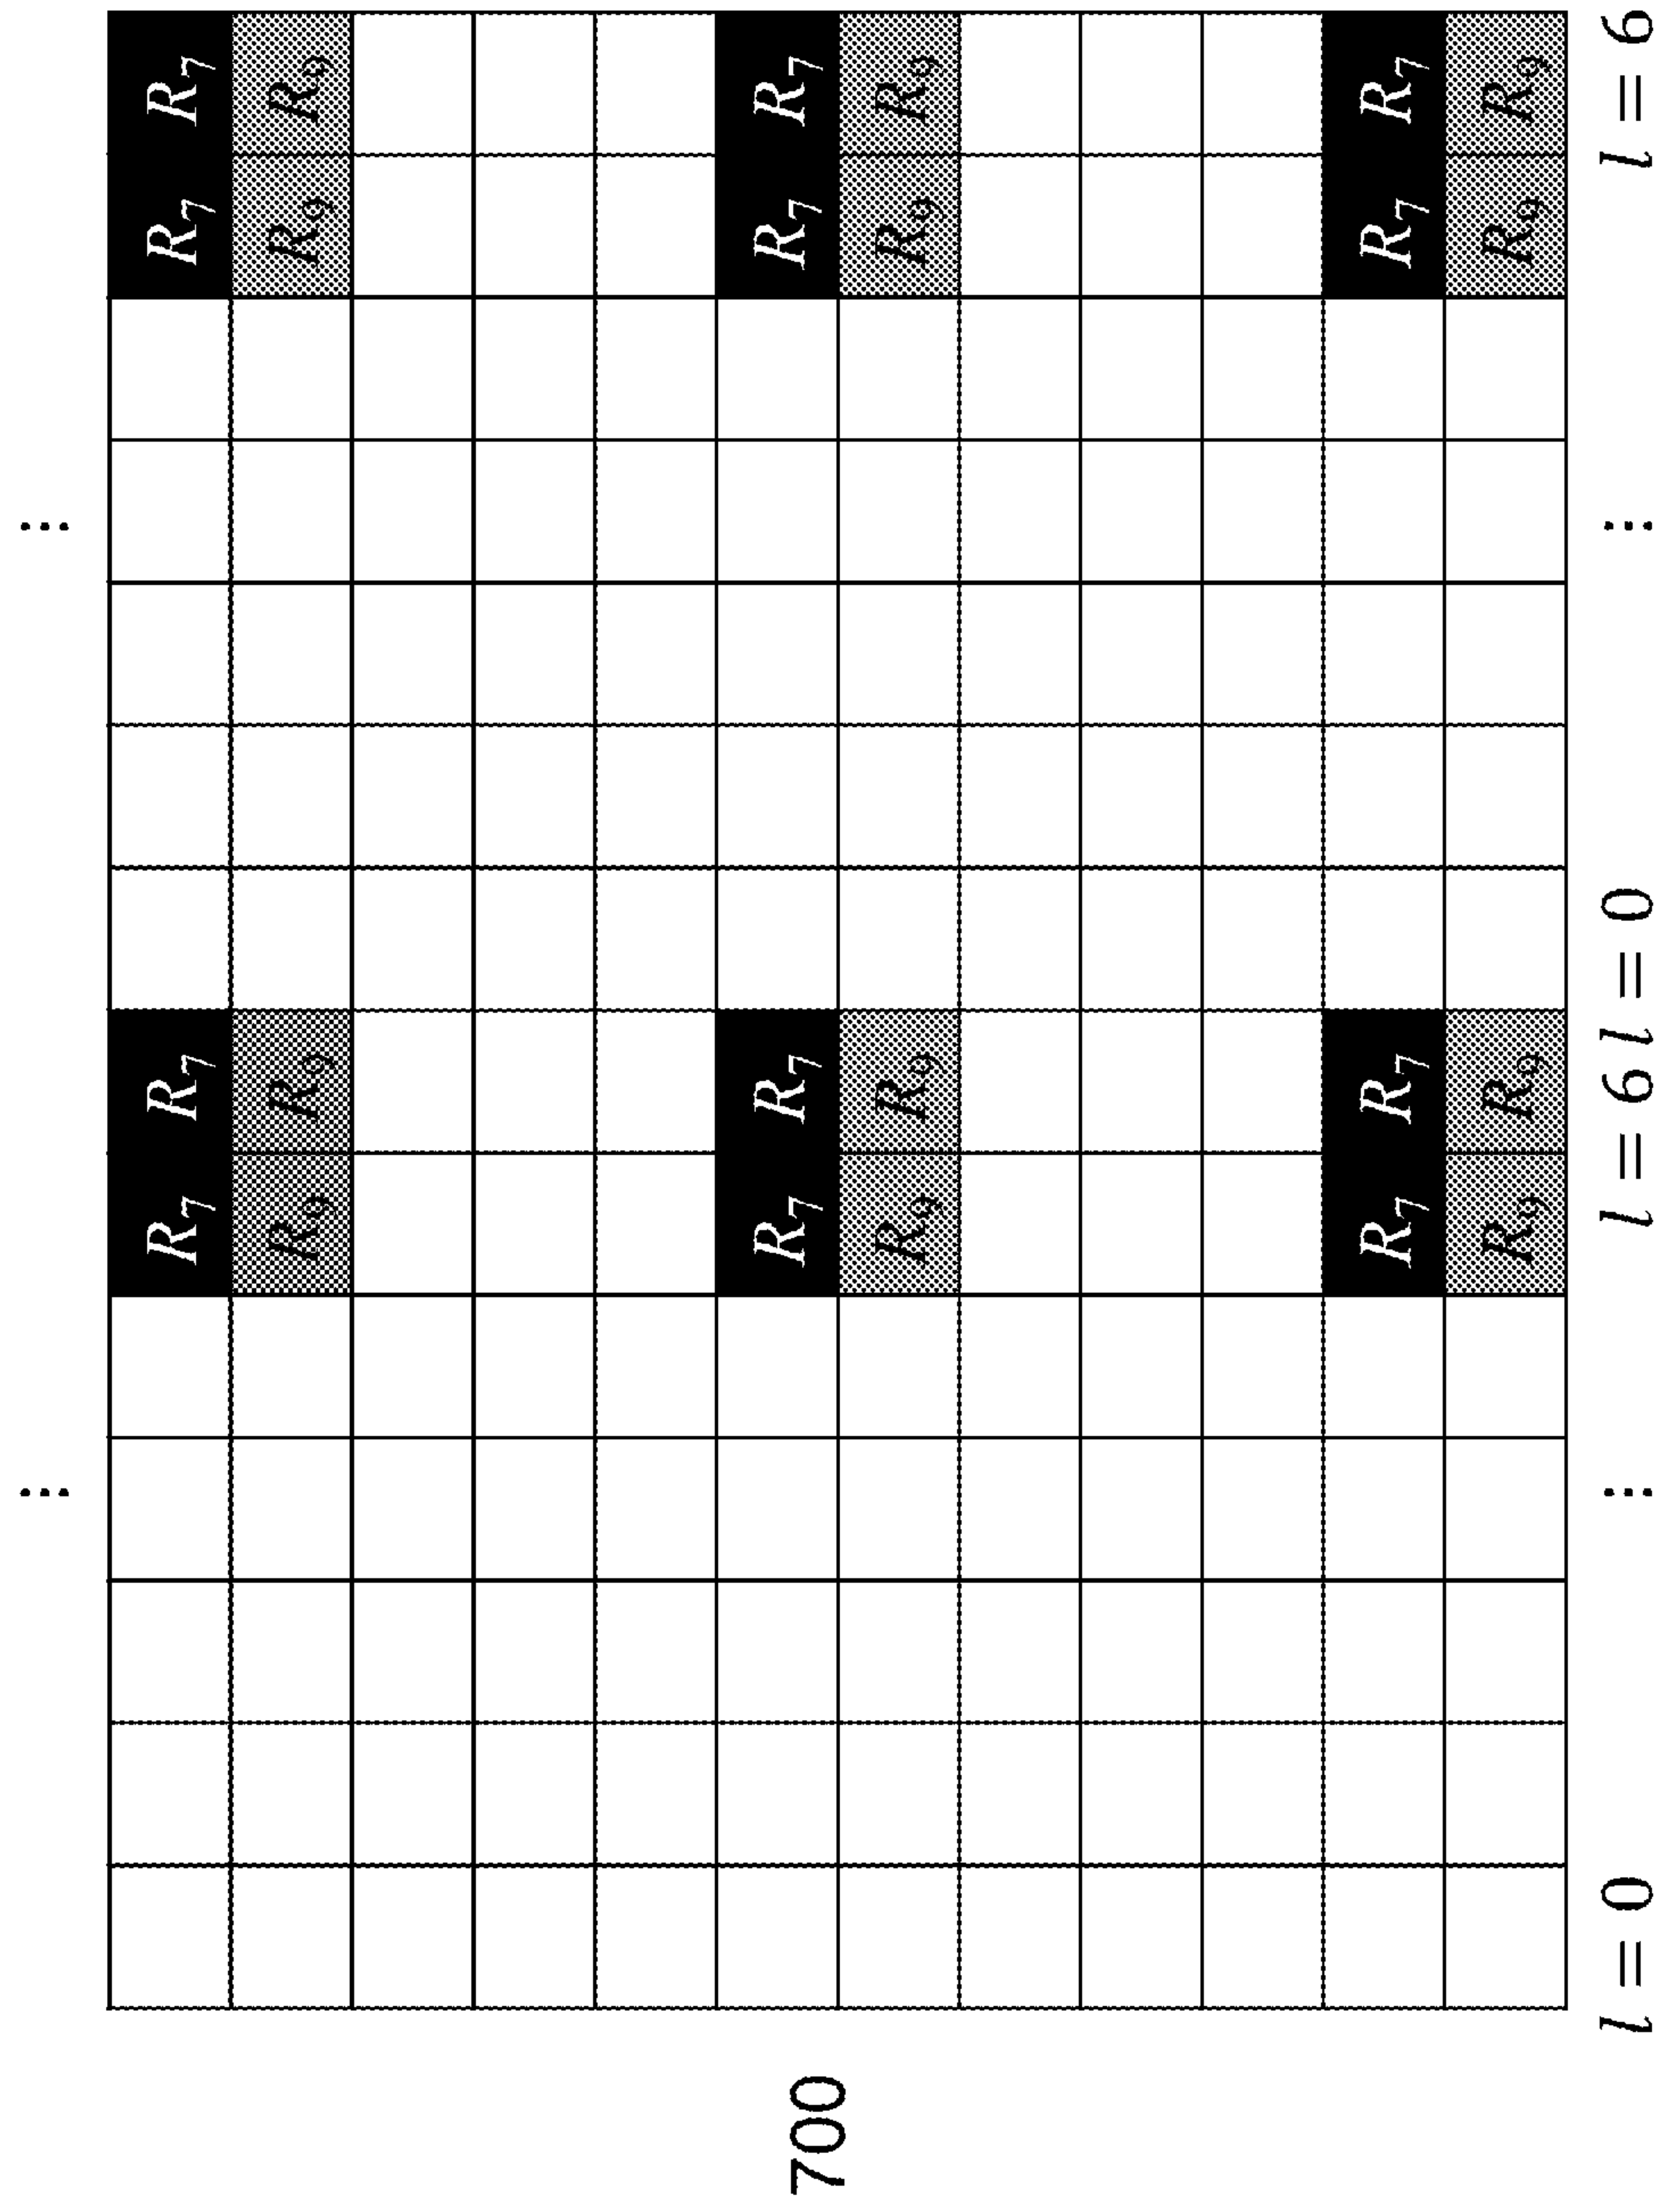 ⋮ ⋮
R₇ R₇ R₇ R₇
R₉ R₉ R₉ R₉
700
R₇ R₇ R₇ R₇
R₉ R₉ R₉ R₉
R₇ R₇ R₇ R₇
R₉ R₉ R₉ R₉
l = 0 ⋮ l = 6 l = 0 ⋮ l = 6